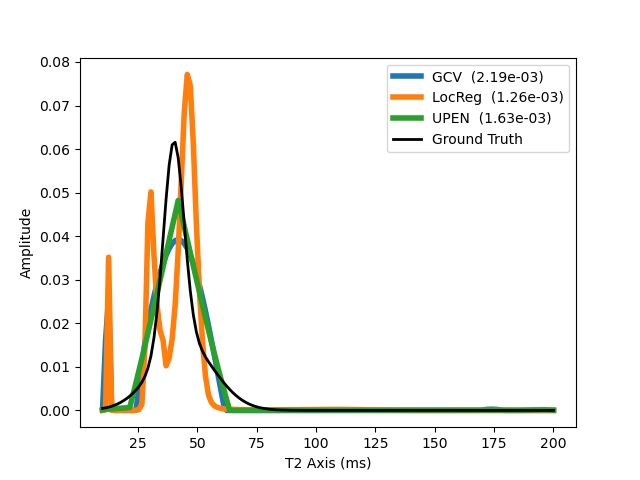 GCV (2.19e-03)
LocReg (1.26e-03)
UPEN (1.63e-03)
Ground Truth
Amplitude
0.08
0.07
0.06
0.05
0.04
0.03
0.02
0.01
0.00
25 50 75 100 125 150 175 200
T2 Axis (ms)